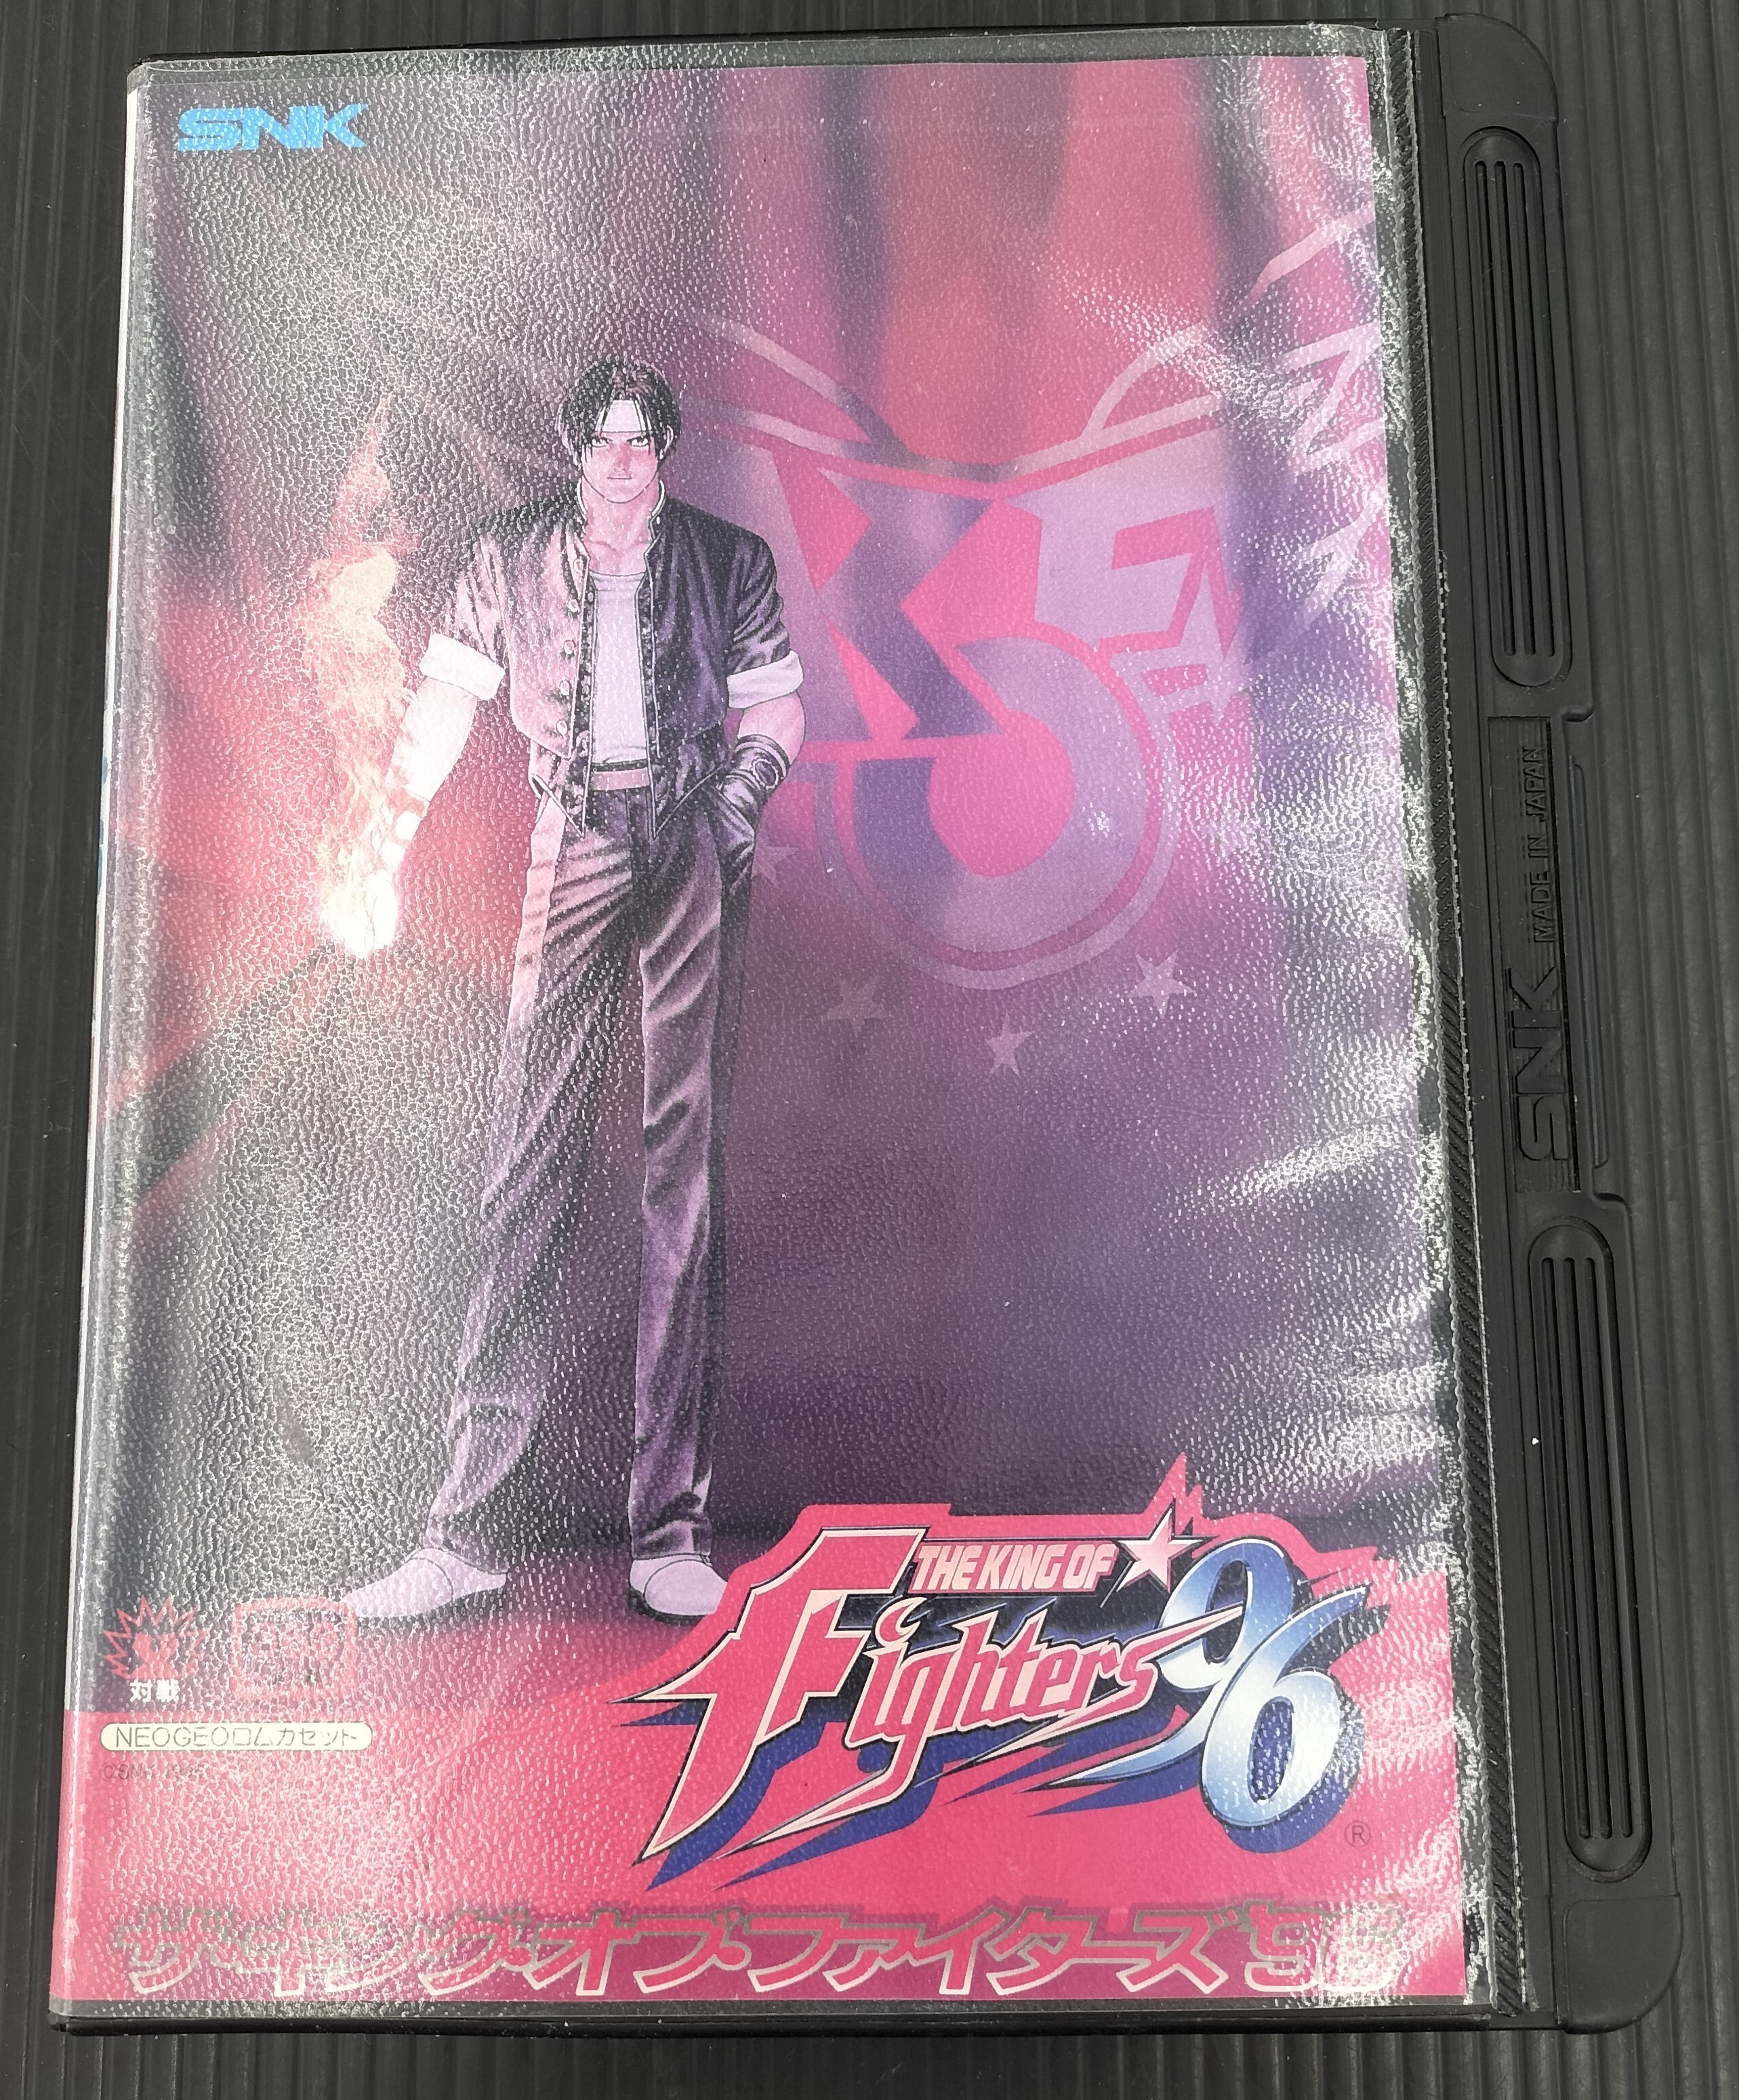 SNK
KOF
THE KING OF
Fighters '96
®
対戦
NEOGEOロムカセット
ザ・キング・オブ・ファイターズ'96
SNK MADE IN JAPAN